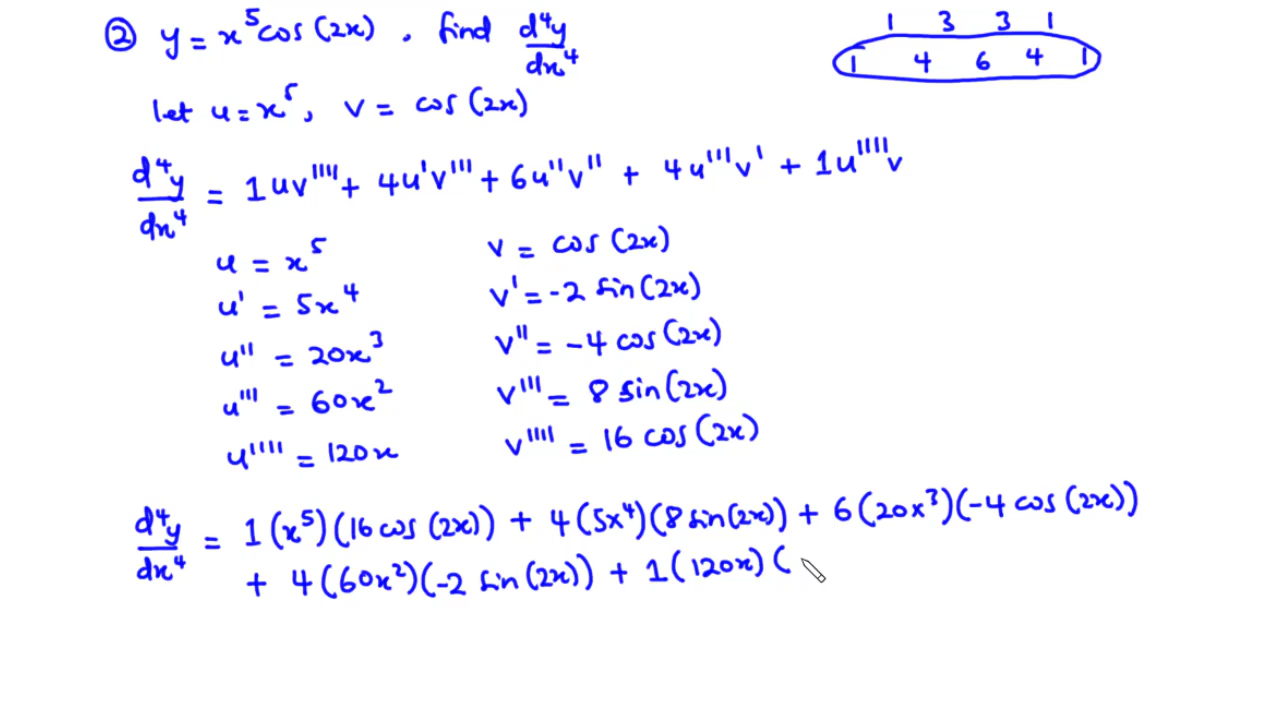 ② y = x⁵cos(2x) . find d⁴y/dx⁴
1 3 3 1
1 4 6 4 1
let u = x⁵, v = cos(2x)
d⁴y/dx⁴ = 1uv'''' + 4u'v''' + 6u''v'' + 4u'''v' + 1u''''v
u = x⁵ v = cos(2x)
u' = 5x⁴ v' = -2 sin(2x)
u'' = 20x³ v'' = -4 cos(2x)
u''' = 60x² v''' = 8 sin(2x)
u'''' = 120x v'''' = 16 cos(2x)
d⁴y/dx⁴ = 1(x⁵)(16 cos(2x)) + 4(5x⁴)(8 sin(2x)) + 6(20x³)(-4 cos(2x))
+ 4(60x²)(-2 sin(2x)) + 1(120x)(